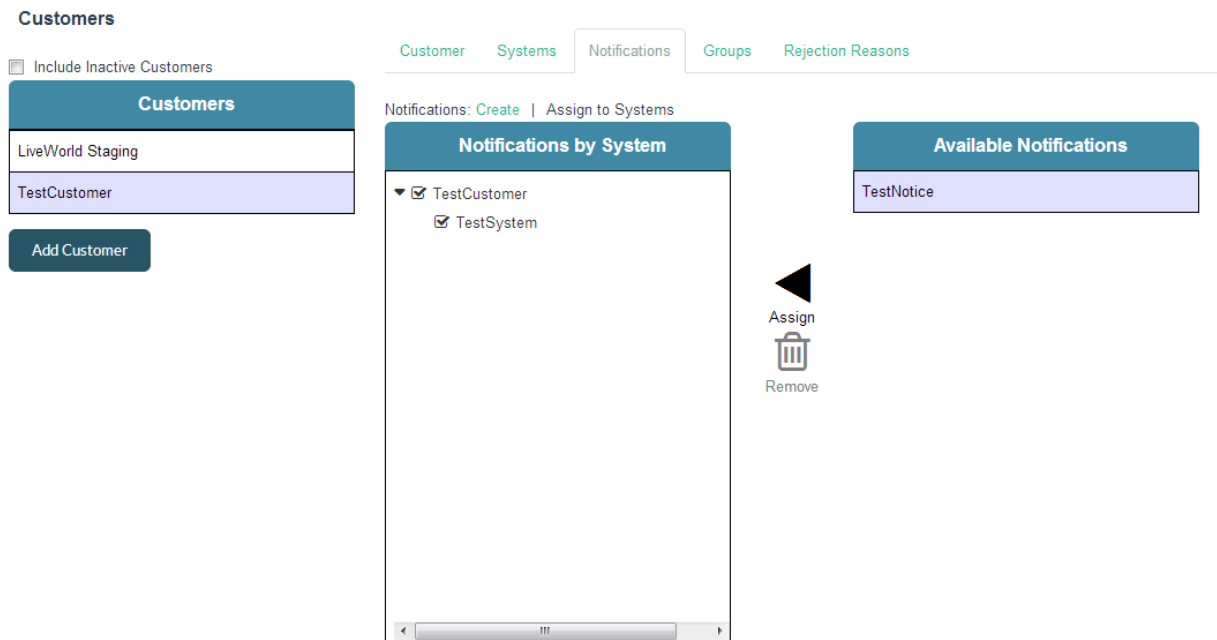 Customers
Include Inactive Customers
Customers
LiveWorld Staging
TestCustomer
Add Customer
Customer Systems Notifications Groups Rejection Reasons
Notifications: Create | Assign to Systems
Notifications by System
TestCustomer
TestSystem
Assign
Remove
Available Notifications
TestNotice